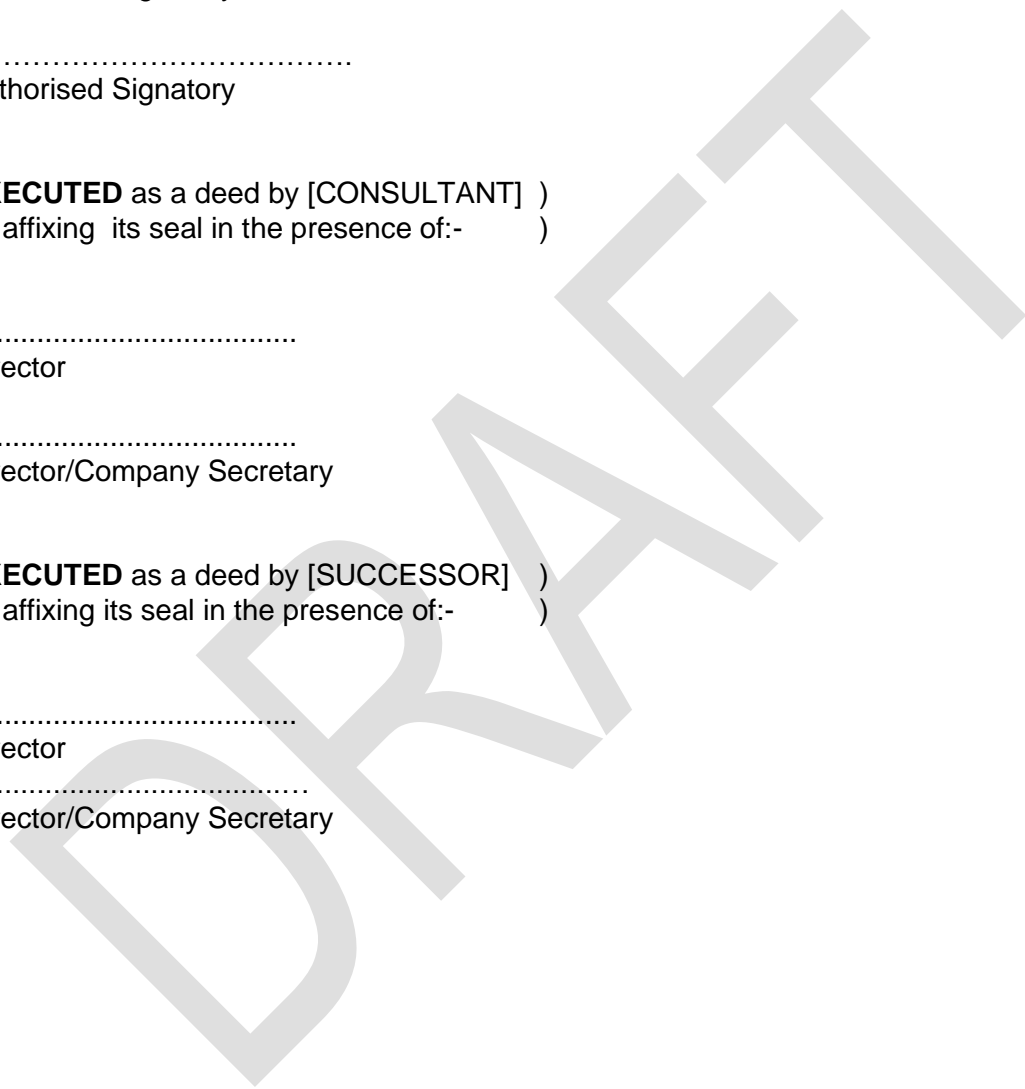 ………………………………….
thorised Signatory
ECUTED as a deed by [CONSULTANT] )
affixing its seal in the presence of:- )
......................................
ector
......................................
ector/Company Secretary
ECUTED as a deed by [SUCCESSOR] )
affixing its seal in the presence of:- )
......................................
ector
.....................................…
ector/Company Secretary
DRAFT